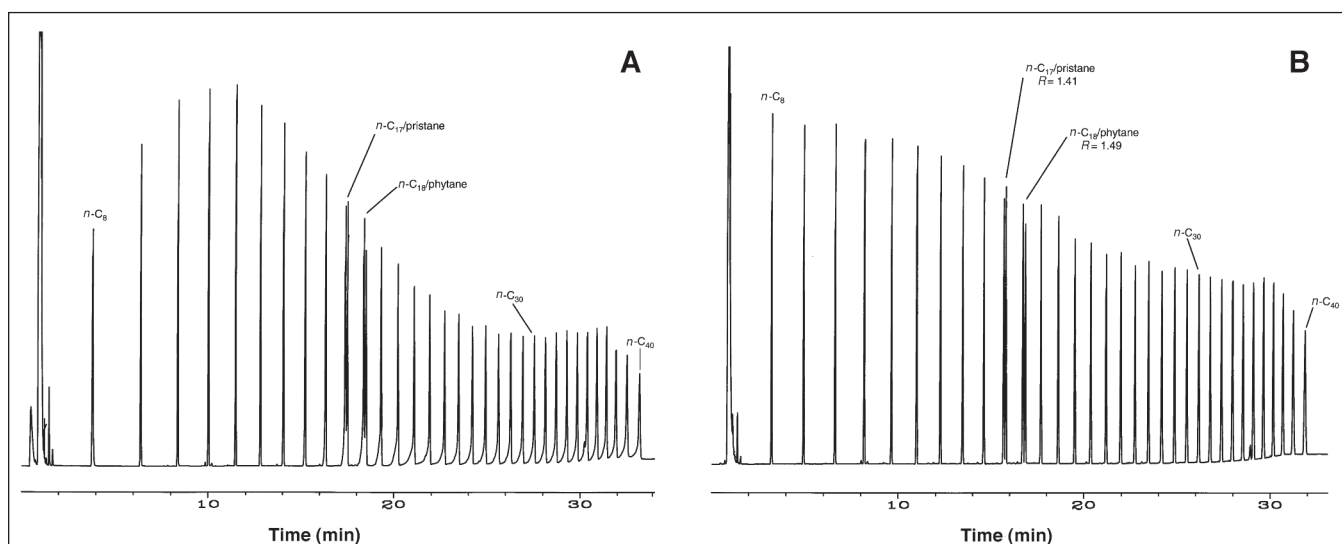 A
n-C₈
n-C₁₇/pristane
n-C₁₈/phytane
n-C₃₀
n-C₄₀
10
20
30
Time (min)
B
n-C₈
n-C₁₇/pristane
R = 1.41
n-C₁₈/phytane
R = 1.49
n-C₃₀
n-C₄₀
10
20
30
Time (min)